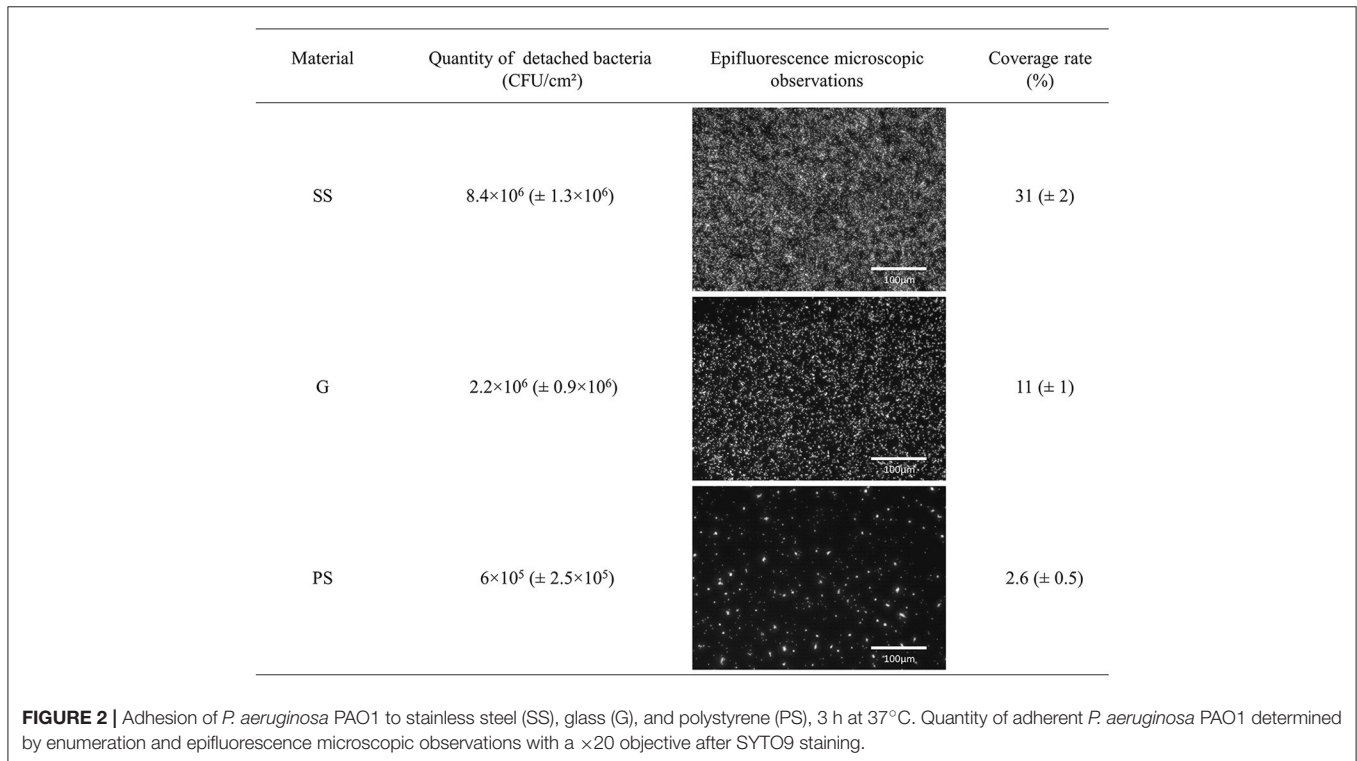 Material Quantity of detached bacteria (CFU/cm²) Epifluorescence microscopic observations Coverage rate (%)
SS 8.4×10⁶ (± 1.3×10⁶) 31 (± 2)
100µm
G 2.2×10⁶ (± 0.9×10⁶) 11 (± 1)
100µm
PS 6×10⁵ (± 2.5×10⁵) 2.6 (± 0.5)
100µm
FIGURE 2 | Adhesion of P. aeruginosa PAO1 to stainless steel (SS), glass (G), and polystyrene (PS), 3 h at 37°C. Quantity of adherent P. aeruginosa PAO1 determined
by enumeration and epifluorescence microscopic observations with a ×20 objective after SYTO9 staining.